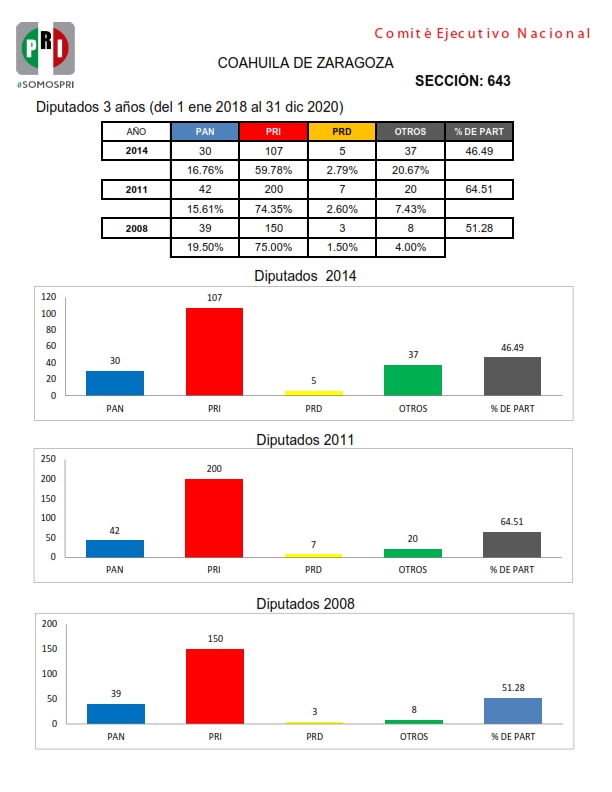 Comité Ejecutivo Nacional
PRI
#SOMOSPRI
COAHUILA DE ZARAGOZA
SECCIÓN: 643
Diputados 3 años (del 1 ene 2018 al 31 dic 2020)
AÑO PAN PRI PRD OTROS % DE PART
2014 30 107 5 37 46.49
16.76% 59.78% 2.79% 20.67%
2011 42 200 7 20 64.51
15.61% 74.35% 2.60% 7.43%
2008 39 150 3 8 51.28
19.50% 75.00% 1.50% 4.00%
Diputados 2014
120
100
80
60
40
20
0
30 107 5 37 46.49
PAN PRI PRD OTROS % DE PART
Diputados 2011
250
200
150
100
50
0
42 200 7 20 64.51
PAN PRI PRD OTROS % DE PART
Diputados 2008
200
150
100
50
0
39 150 3 8 51.28
PAN PRI PRD OTROS % DE PART